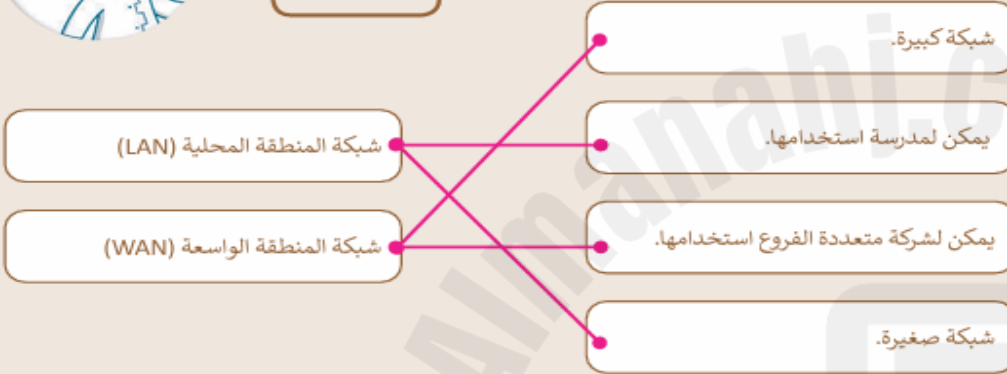 شبكة كبيرة.
يمكن لمدرسة استخدامها.
شبكة المنطقة المحلية (LAN)
يمكن لشركة متعددة الفروع استخدامها.
شبكة المنطقة الواسعة (WAN)
شبكة صغيرة.
Almanahj.c